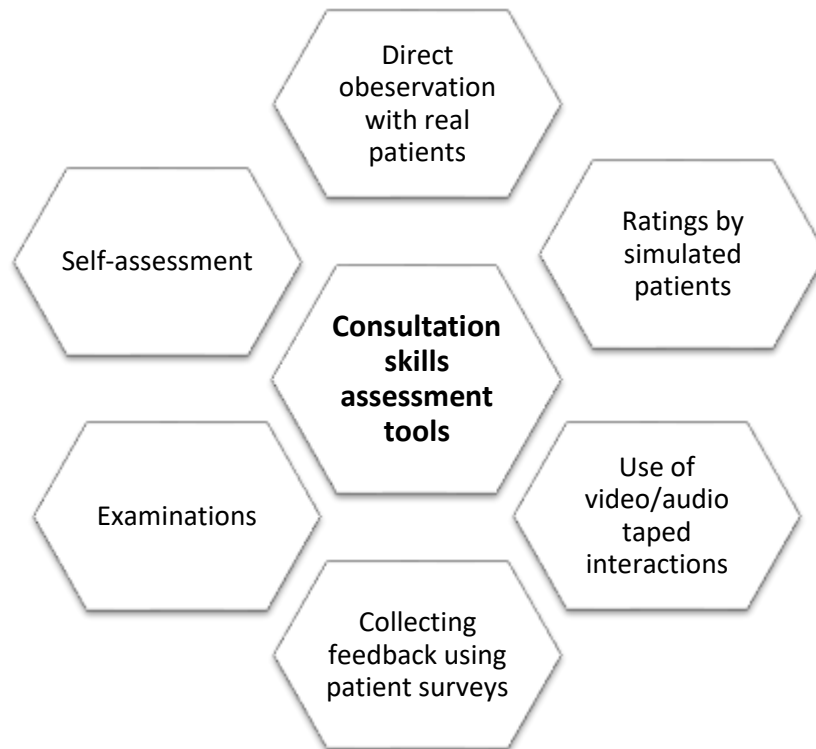 Direct
obeservation
with real
patients
Self-assessment
Ratings by
simulated
patients
Consultation
skills
assessment
tools
Examinations
Use of
video/audio
taped
interactions
Collecting
feedback using
patient surveys